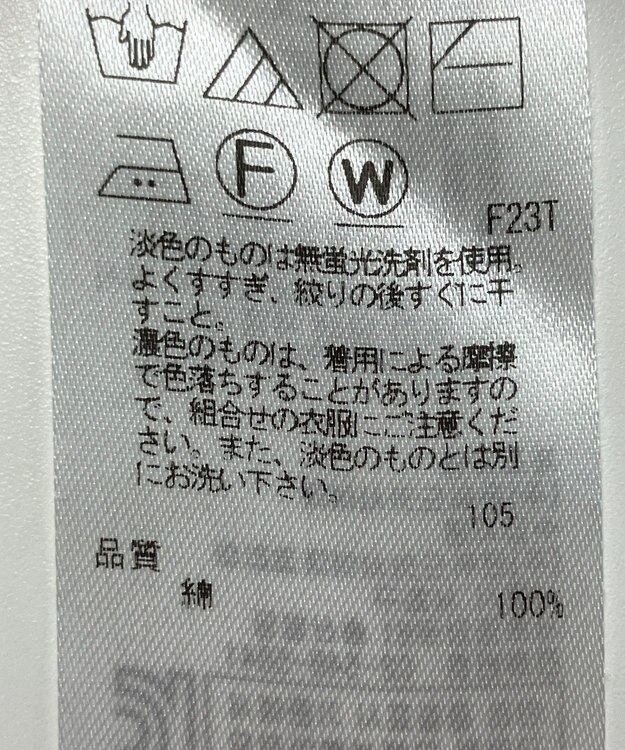 F
W
F23T
淡色のものは無蛍光洗剤を使用。
よくすすぎ、絞りの後すぐに干
すこと。
濃色のものは、着用による摩擦
で色落ちすることがありますの
で、組合せの衣服にご注意くだ
さい。また、淡色のものとは別
にお洗い下さい。
105
品質
綿 100%